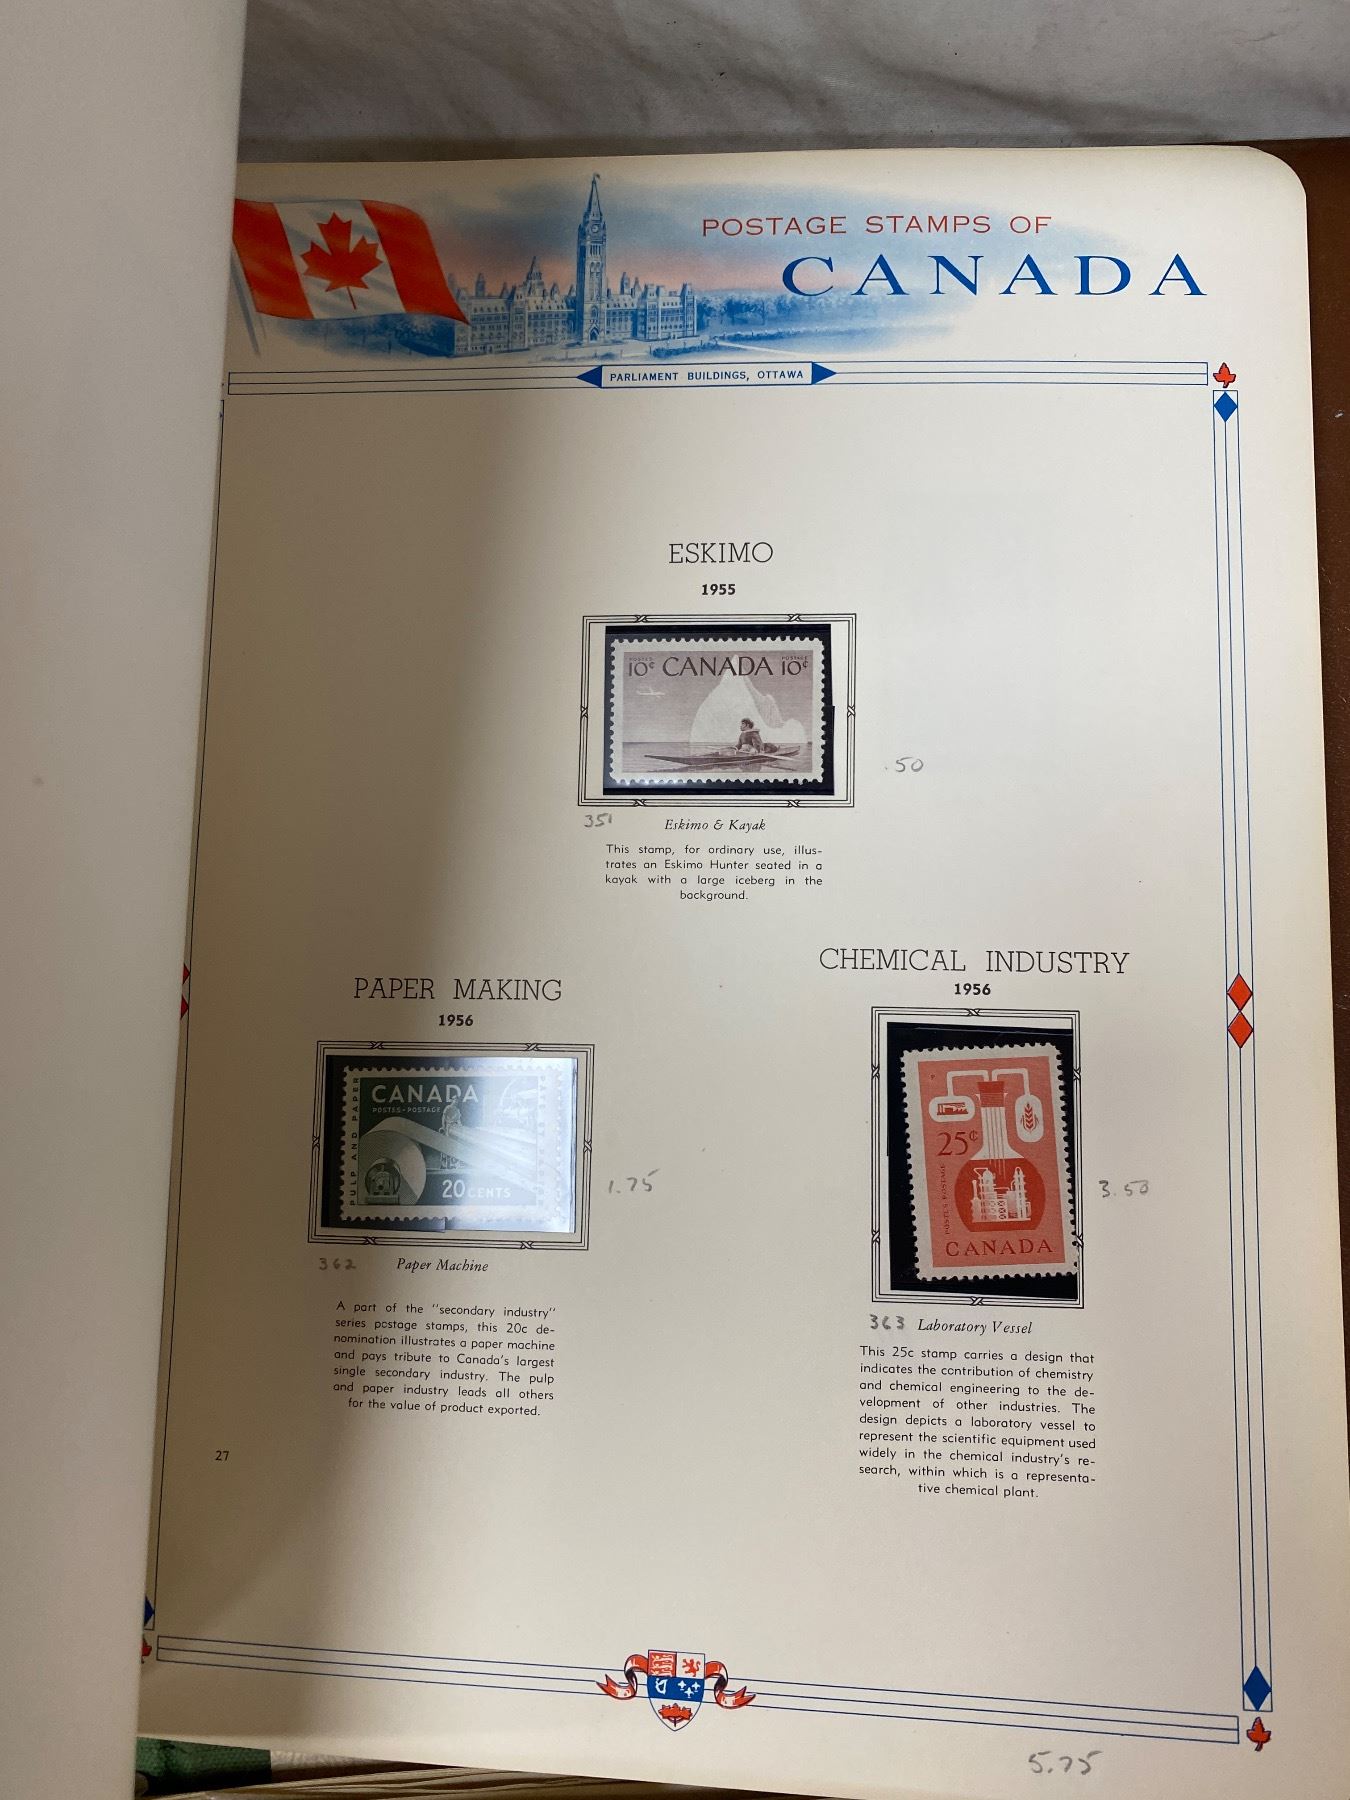 POSTAGE STAMPS OF
CANADA
PARLIAMENT BUILDINGS, OTTAWA
ESKIMO
1955
POSTES POSTAGE
10¢ CANADA 10¢
.50
351
Eskimo & Kayak
This stamp, for ordinary use, illus-
trates an Eskimo Hunter seated in a
kayak with a large iceberg in the
background.
PAPER MAKING
1956
CANADA
POSTES-POSTAGE
PULP AND PAPER
20 CENTS
1.75
362
Paper Machine
A part of the "secondary industry"
series postage stamps, this 20c de-
nomination illustrates a paper machine
and pays tribute to Canada's largest
single secondary industry. The pulp
and paper industry leads all others
for the value of product exported.
27
CHEMICAL INDUSTRY
1956
25¢
POSTES-POSTAGE
CANADA
3.50
363
Laboratory Vessel
This 25c stamp carries a design that
indicates the contribution of chemistry
and chemical engineering to the de-
velopment of other industries. The
design depicts a laboratory vessel to
represent the scientific equipment used
widely in the chemical industry's re-
search, within which is a representa-
tive chemical plant.
5.75